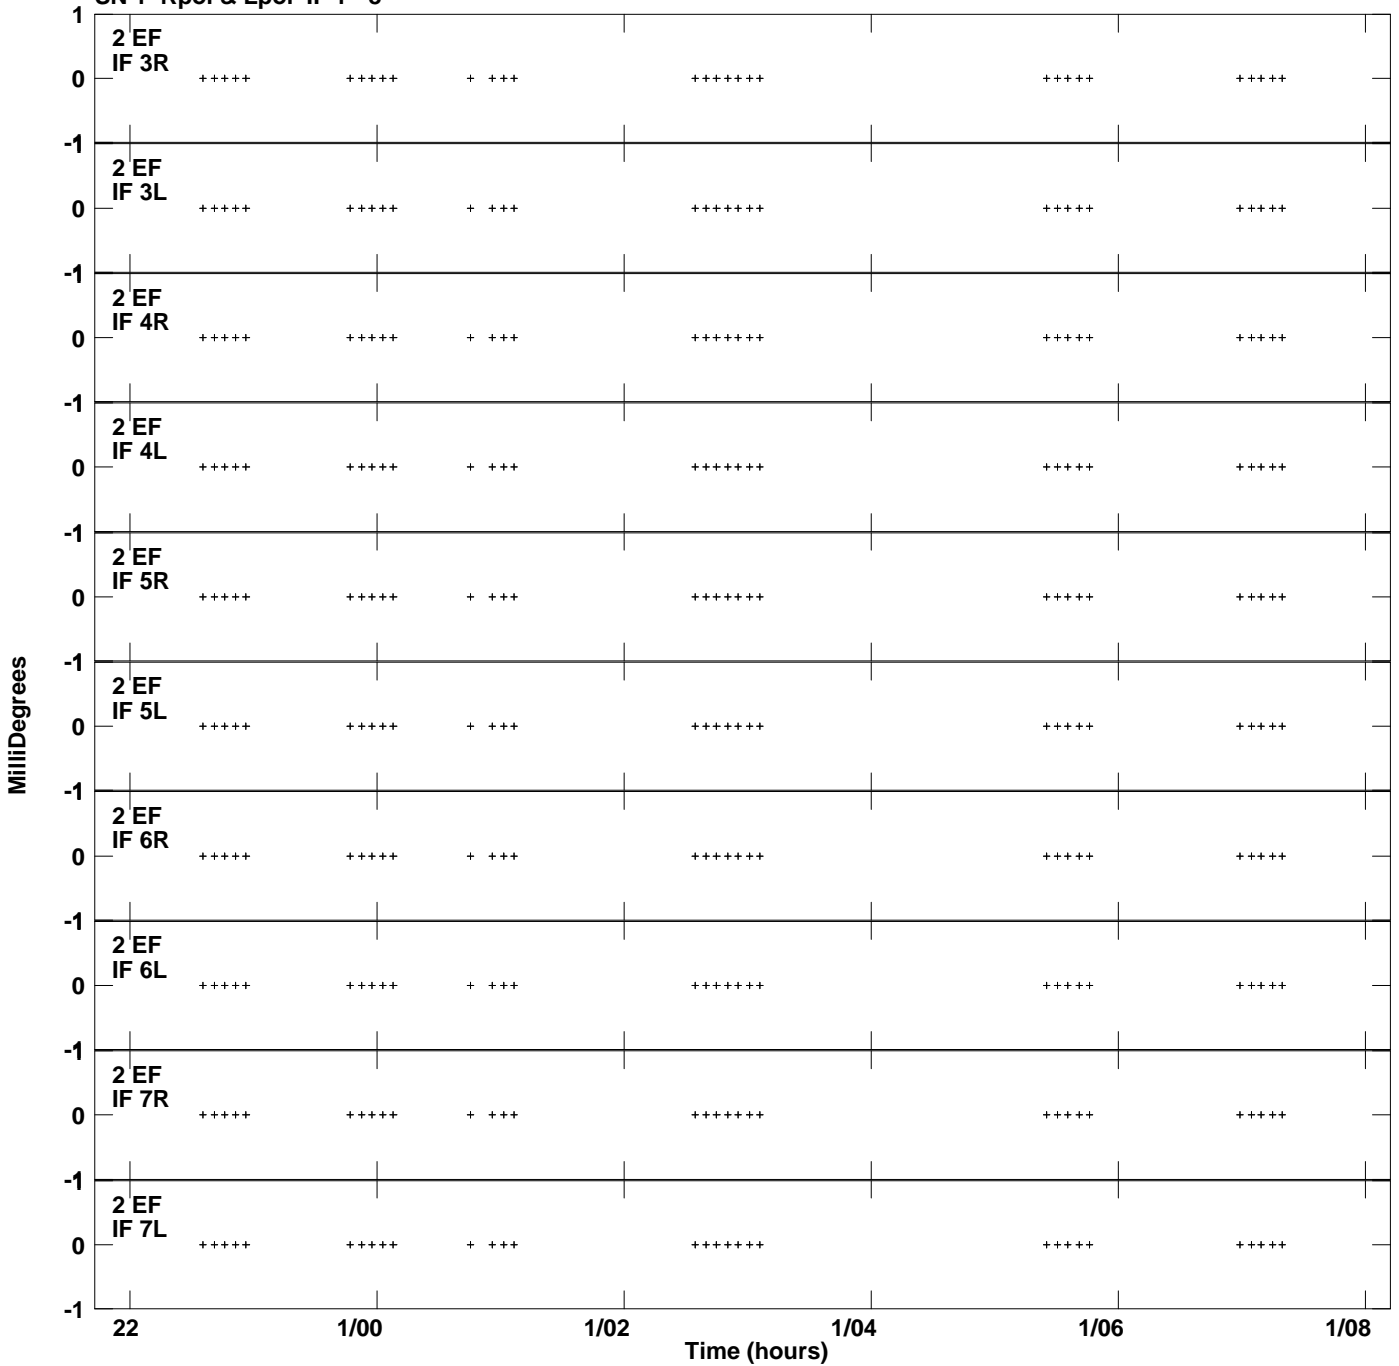 1
2 EF
IF 3R
0
-1
2 EF
IF 3L
0
-1
2 EF
IF 4R
0
-1
2 EF
IF 4L
0
-1
2 EF
IF 5R
0
-1
2 EF
IF 5L
0
-1
2 EF
IF 6R
0
-1
2 EF
IF 6L
0
-1
2 EF
IF 7R
0
-1
2 EF
IF 7L
0
-1
MilliDegrees
22 1/00 1/02 1/04 1/06 1/08
Time (hours)